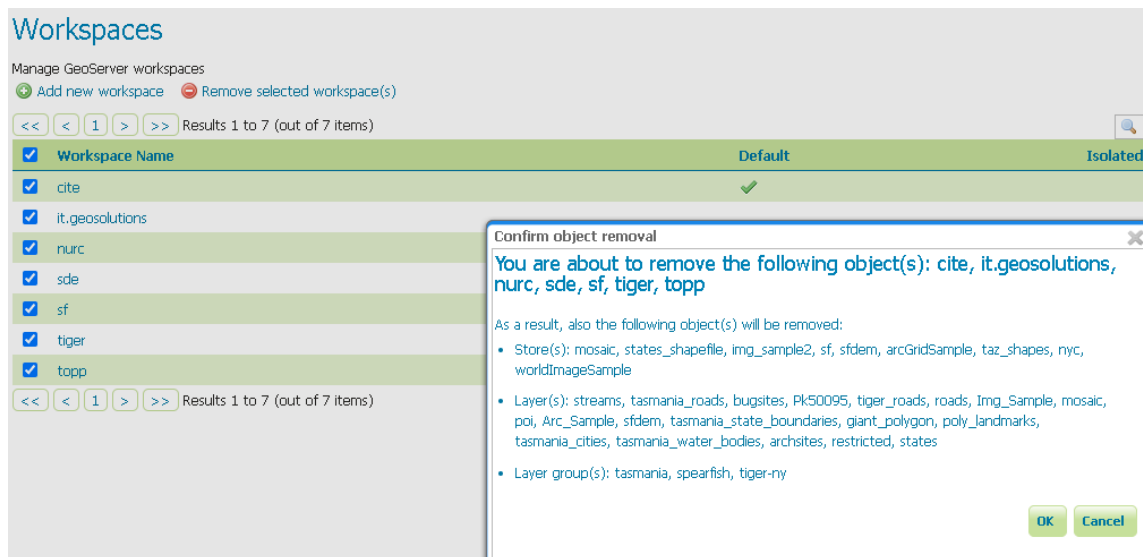 Workspaces
Manage GeoServer workspaces
Add new workspace Remove selected workspace(s)
<< < 1 > >> Results 1 to 7 (out of 7 items)
Workspace Name Default Isolated
cite
it.geosolutions
nurc
sde
sf
tiger
topp
<< < 1 > >> Results 1 to 7 (out of 7 items)
Confirm object removal
You are about to remove the following object(s): cite, it.geosolutions,
nurc, sde, sf, tiger, topp
As a result, also the following object(s) will be removed:
• Store(s): mosaic, states_shapefile, img_sample2, sf, sfdem, arcGridSample, taz_shapes, nyc,
worldImageSample
• Layer(s): streams, tasmania_roads, bugsites, Pk50095, tiger_roads, roads, Img_Sample, mosaic,
poi, Arc_Sample, sfdem, tasmania_state_boundaries, giant_polygon, poly_landmarks,
tasmania_cities, tasmania_water_bodies, archsites, restricted, states
• Layer group(s): tasmania, spearfish, tiger-ny
OK Cancel